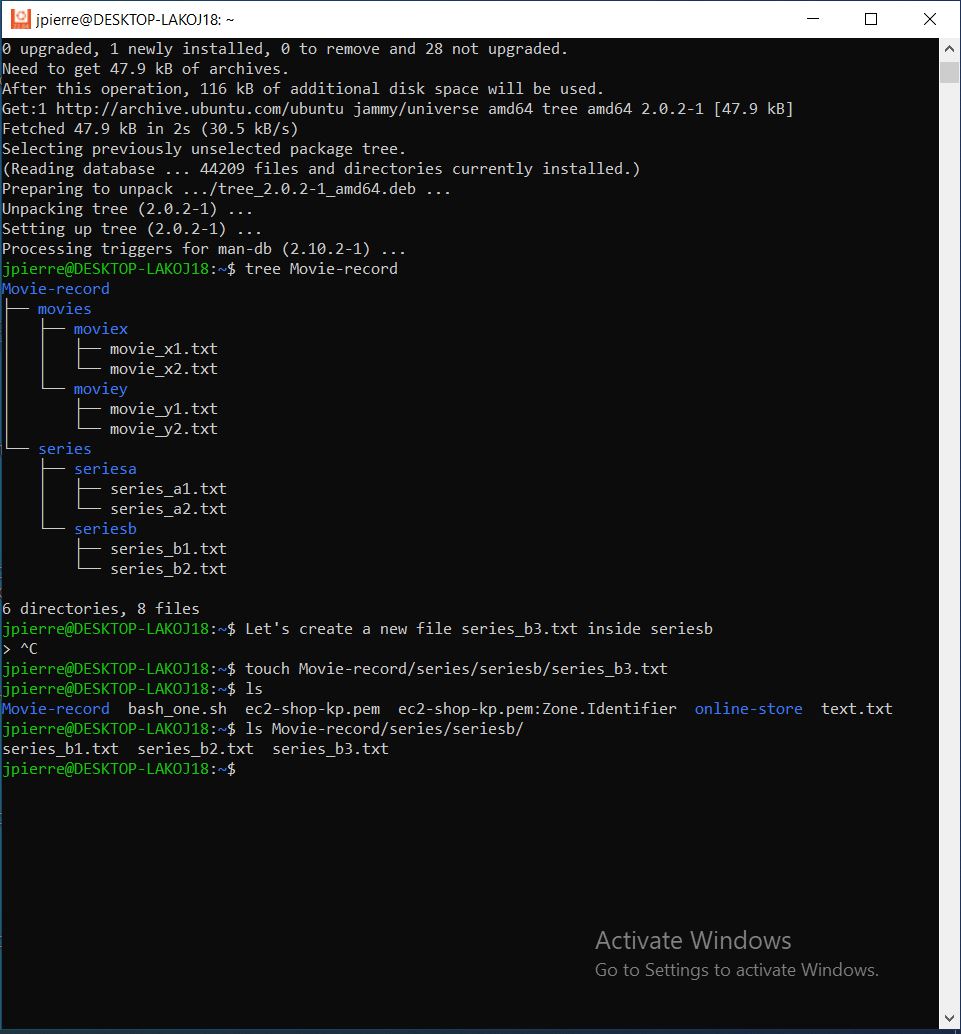 jpierre@DESKTOP-LAKOJ18: ~
0 upgraded, 1 newly installed, 0 to remove and 28 not upgraded.
Need to get 47.9 kB of archives.
After this operation, 116 kB of additional disk space will be used.
Get:1 http://archive.ubuntu.com/ubuntu jammy/universe amd64 tree amd64 2.0.2-1 [47.9 kB]
Fetched 47.9 kB in 2s (30.5 kB/s)
Selecting previously unselected package tree.
(Reading database ... 44209 files and directories currently installed.)
Preparing to unpack .../tree_2.0.2-1_amd64.deb ...
Unpacking tree (2.0.2-1) ...
Setting up tree (2.0.2-1) ...
Processing triggers for man-db (2.10.2-1) ...
jpierre@DESKTOP-LAKOJ18:~$ tree Movie-record
Movie-record
├── movies
│   ├── moviex
│   │   ├── movie_x1.txt
│   │   └── movie_x2.txt
│   └── moviey
│       ├── movie_y1.txt
│       └── movie_y2.txt
└── series
    ├── seriesa
    │   ├── series_a1.txt
    │   └── series_a2.txt
    └── seriesb
        ├── series_b1.txt
        └── series_b2.txt
6 directories, 8 files
jpierre@DESKTOP-LAKOJ18:~$ Let's create a new file series_b3.txt inside seriesb
> ^C
jpierre@DESKTOP-LAKOJ18:~$ touch Movie-record/series/seriesb/series_b3.txt
jpierre@DESKTOP-LAKOJ18:~$ ls
Movie-record  bash_one.sh  ec2-shop-kp.pem  ec2-shop-kp.pem:Zone.Identifier  online-store  text.txt
jpierre@DESKTOP-LAKOJ18:~$ ls Movie-record/series/seriesb/
series_b1.txt  series_b2.txt  series_b3.txt
jpierre@DESKTOP-LAKOJ18:~$
Activate Windows
Go to Settings to activate Windows.